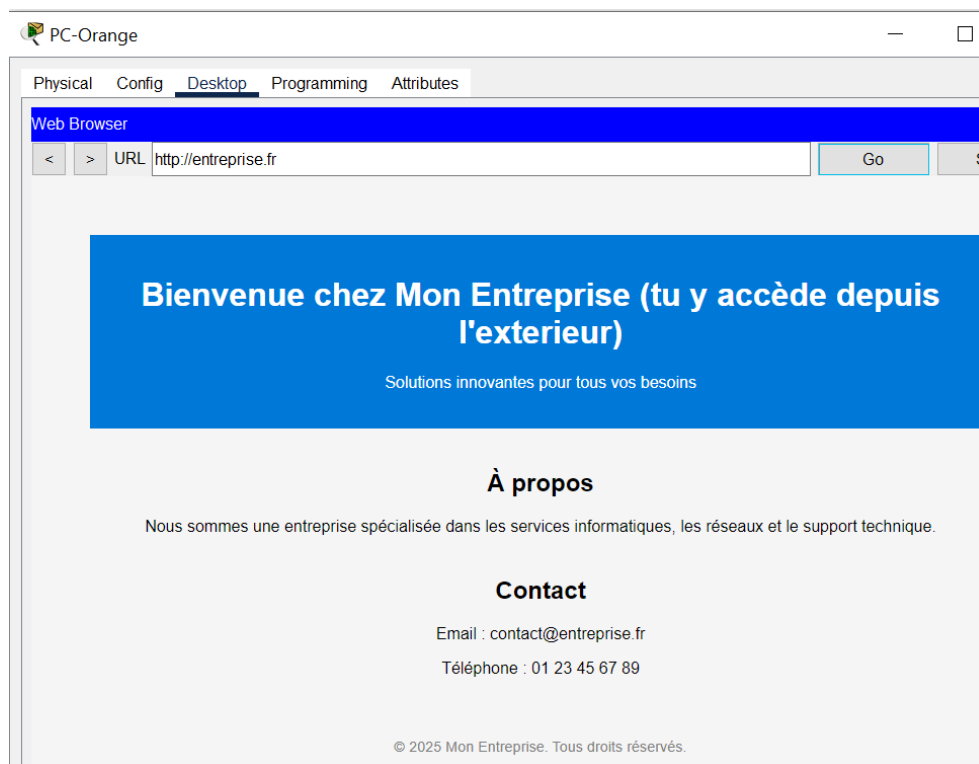 PC-Orange
Physical Config Desktop Programming Attributes
Web Browser
< > URL http://entreprise.fr Go
Bienvenue chez Mon Entreprise (tu y accède depuis
l'exterieur)
Solutions innovantes pour tous vos besoins
À propos
Nous sommes une entreprise spécialisée dans les services informatiques, les réseaux et le support technique.
Contact
Email : contact@entreprise.fr
Téléphone : 01 23 45 67 89
© 2025 Mon Entreprise. Tous droits réservés.